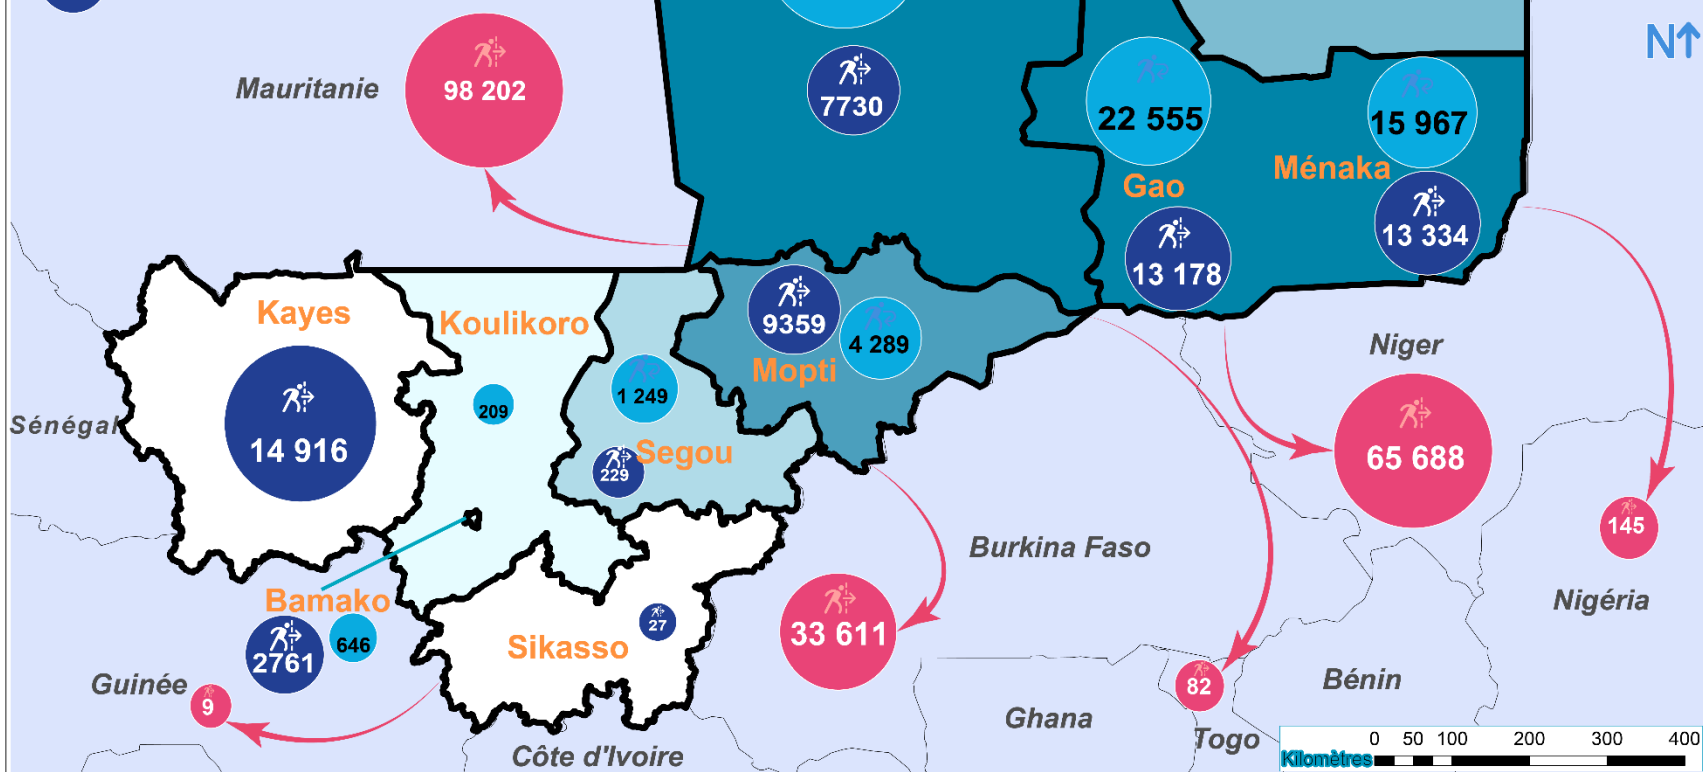 N
98 202
Mauritanie
7730
22 555
15 967
Ménaka
Gao
13 334
13 178
Kayes
Koulikoro
9359
4 289
Mopti
Niger
1 249
209
Sénégal
14 916
Segou
229
65 688
145
Burkina Faso
Nigéria
Bamako
33 611
27
Sikasso
646
2761
Guinée
9
82
Bénin
Ghana
Togo
Côte d'Ivoire
Kilomètres
0 50 100 200 300 400